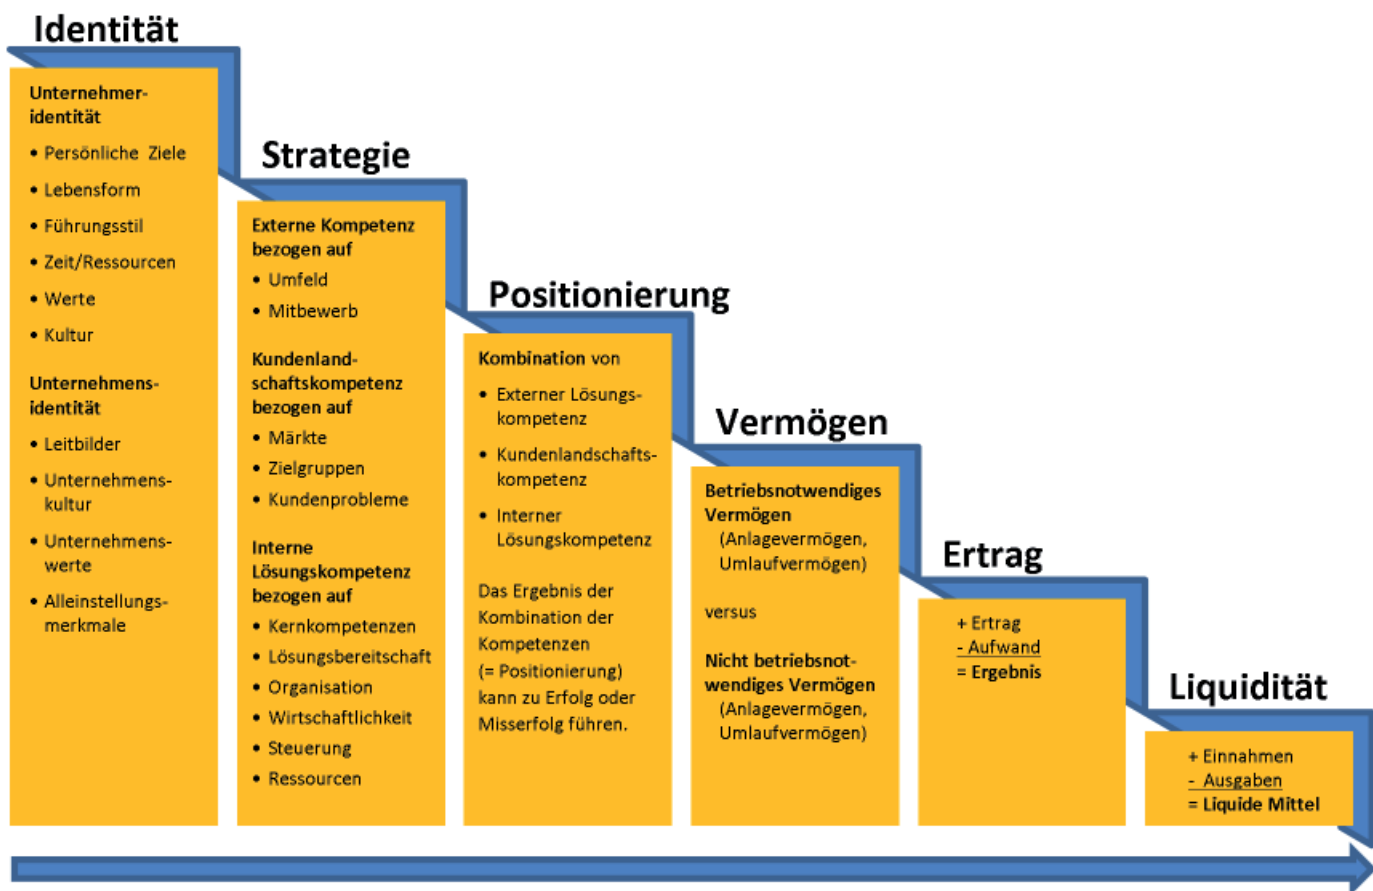 Identität
Unternehmer-
identität
• Persönliche Ziele
• Lebensform
• Führungsstil
• Zeit/Ressourcen
• Werte
• Kultur
Unternehmens-
identität
• Leitbilder
• Unternehmens-
kultur
• Unternehmens-
werte
• Alleinstellungs-
merkmale
Strategie
Externe Kompetenz
bezogen auf
• Umfeld
• Mitbewerb
Kundenland-
schaftskompetenz
bezogen auf
• Märkte
• Zielgruppen
• Kundenprobleme
Interne
Lösungskompetenz
bezogen auf
• Kernkompetenzen
• Lösungsbereitschaft
• Organisation
• Wirtschaftlichkeit
• Steuerung
• Ressourcen
Positionierung
Kombination von
• Externer Lösungs-
kompetenz
• Kundenlandschafts-
kompetenz
• Interner
Lösungskompetenz
Das Ergebnis der
Kombination der
Kompetenzen
(= Positionierung)
kann zu Erfolg oder
Misserfolg führen.
Vermögen
Betriebsnotwendiges
Vermögen
(Anlagevermögen,
Umlaufvermögen)
versus
Nicht betriebsnot-
wendiges Vermögen
(Anlagevermögen,
Umlaufvermögen)
Ertrag
+ Ertrag
- Aufwand
= Ergebnis
Liquidität
+ Einnahmen
- Ausgaben
= Liquide Mittel